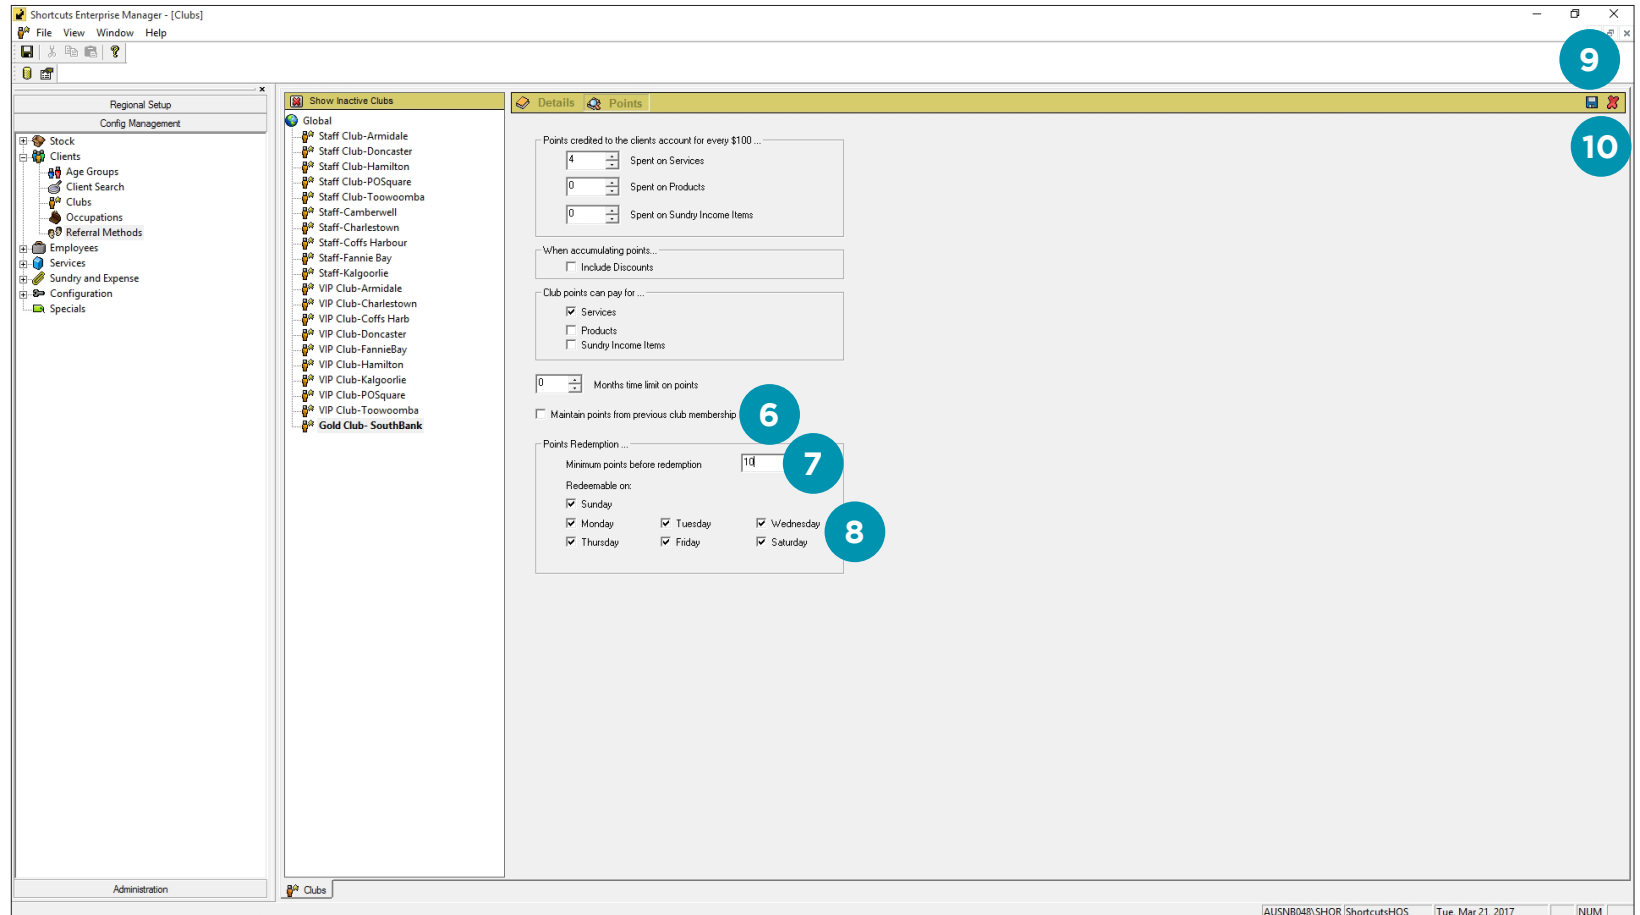 Shortcuts Enterprise Manager - [Clubs]
File View Window Help
9
Regional Setup
Config Management
Stock
Clients
Age Groups
Client Search
Clubs
Occupations
Referral Methods
Employees
Services
Sundry and Expense
Configuration
Specials
Administration
Show Inactive Clubs
Global
Staff Club-Armidale
Staff Club-Doncaster
Staff Club-Hamilton
Staff Club-POSquare
Staff Club-Toowoomba
Staff-Camberwell
Staff-Charlestown
Staff-Coffs Harbour
Staff-Fannie Bay
Staff-Kalgoorlie
VIP Club-Armidale
VIP Club-Charlestown
VIP Club-Coffs Harb
VIP Club-Doncaster
VIP Club-FannieBay
VIP Club-Hamilton
VIP Club-Kalgoorlie
VIP Club-POSquare
VIP Club-Toowoomba
Gold Club- SouthBank
Clubs
Details Points
10
Points credited to the clients account for every $100 ...
4 Spent on Services
0 Spent on Products
0 Spent on Sundry Income Items
When accumulating points...
Include Discounts
Club points can pay for ...
Services
Products
Sundry Income Items
0 Months time limit on points
Maintain points from previous club membership 6
Points Redemption ...
Minimum points before redemption 10 7
Redeemable on:
Sunday
Monday Tuesday Wednesday 8
Thursday Friday Saturday
AUSNB048\SHOR ShortcutsHOS Tue, Mar 21, 2017 NUM